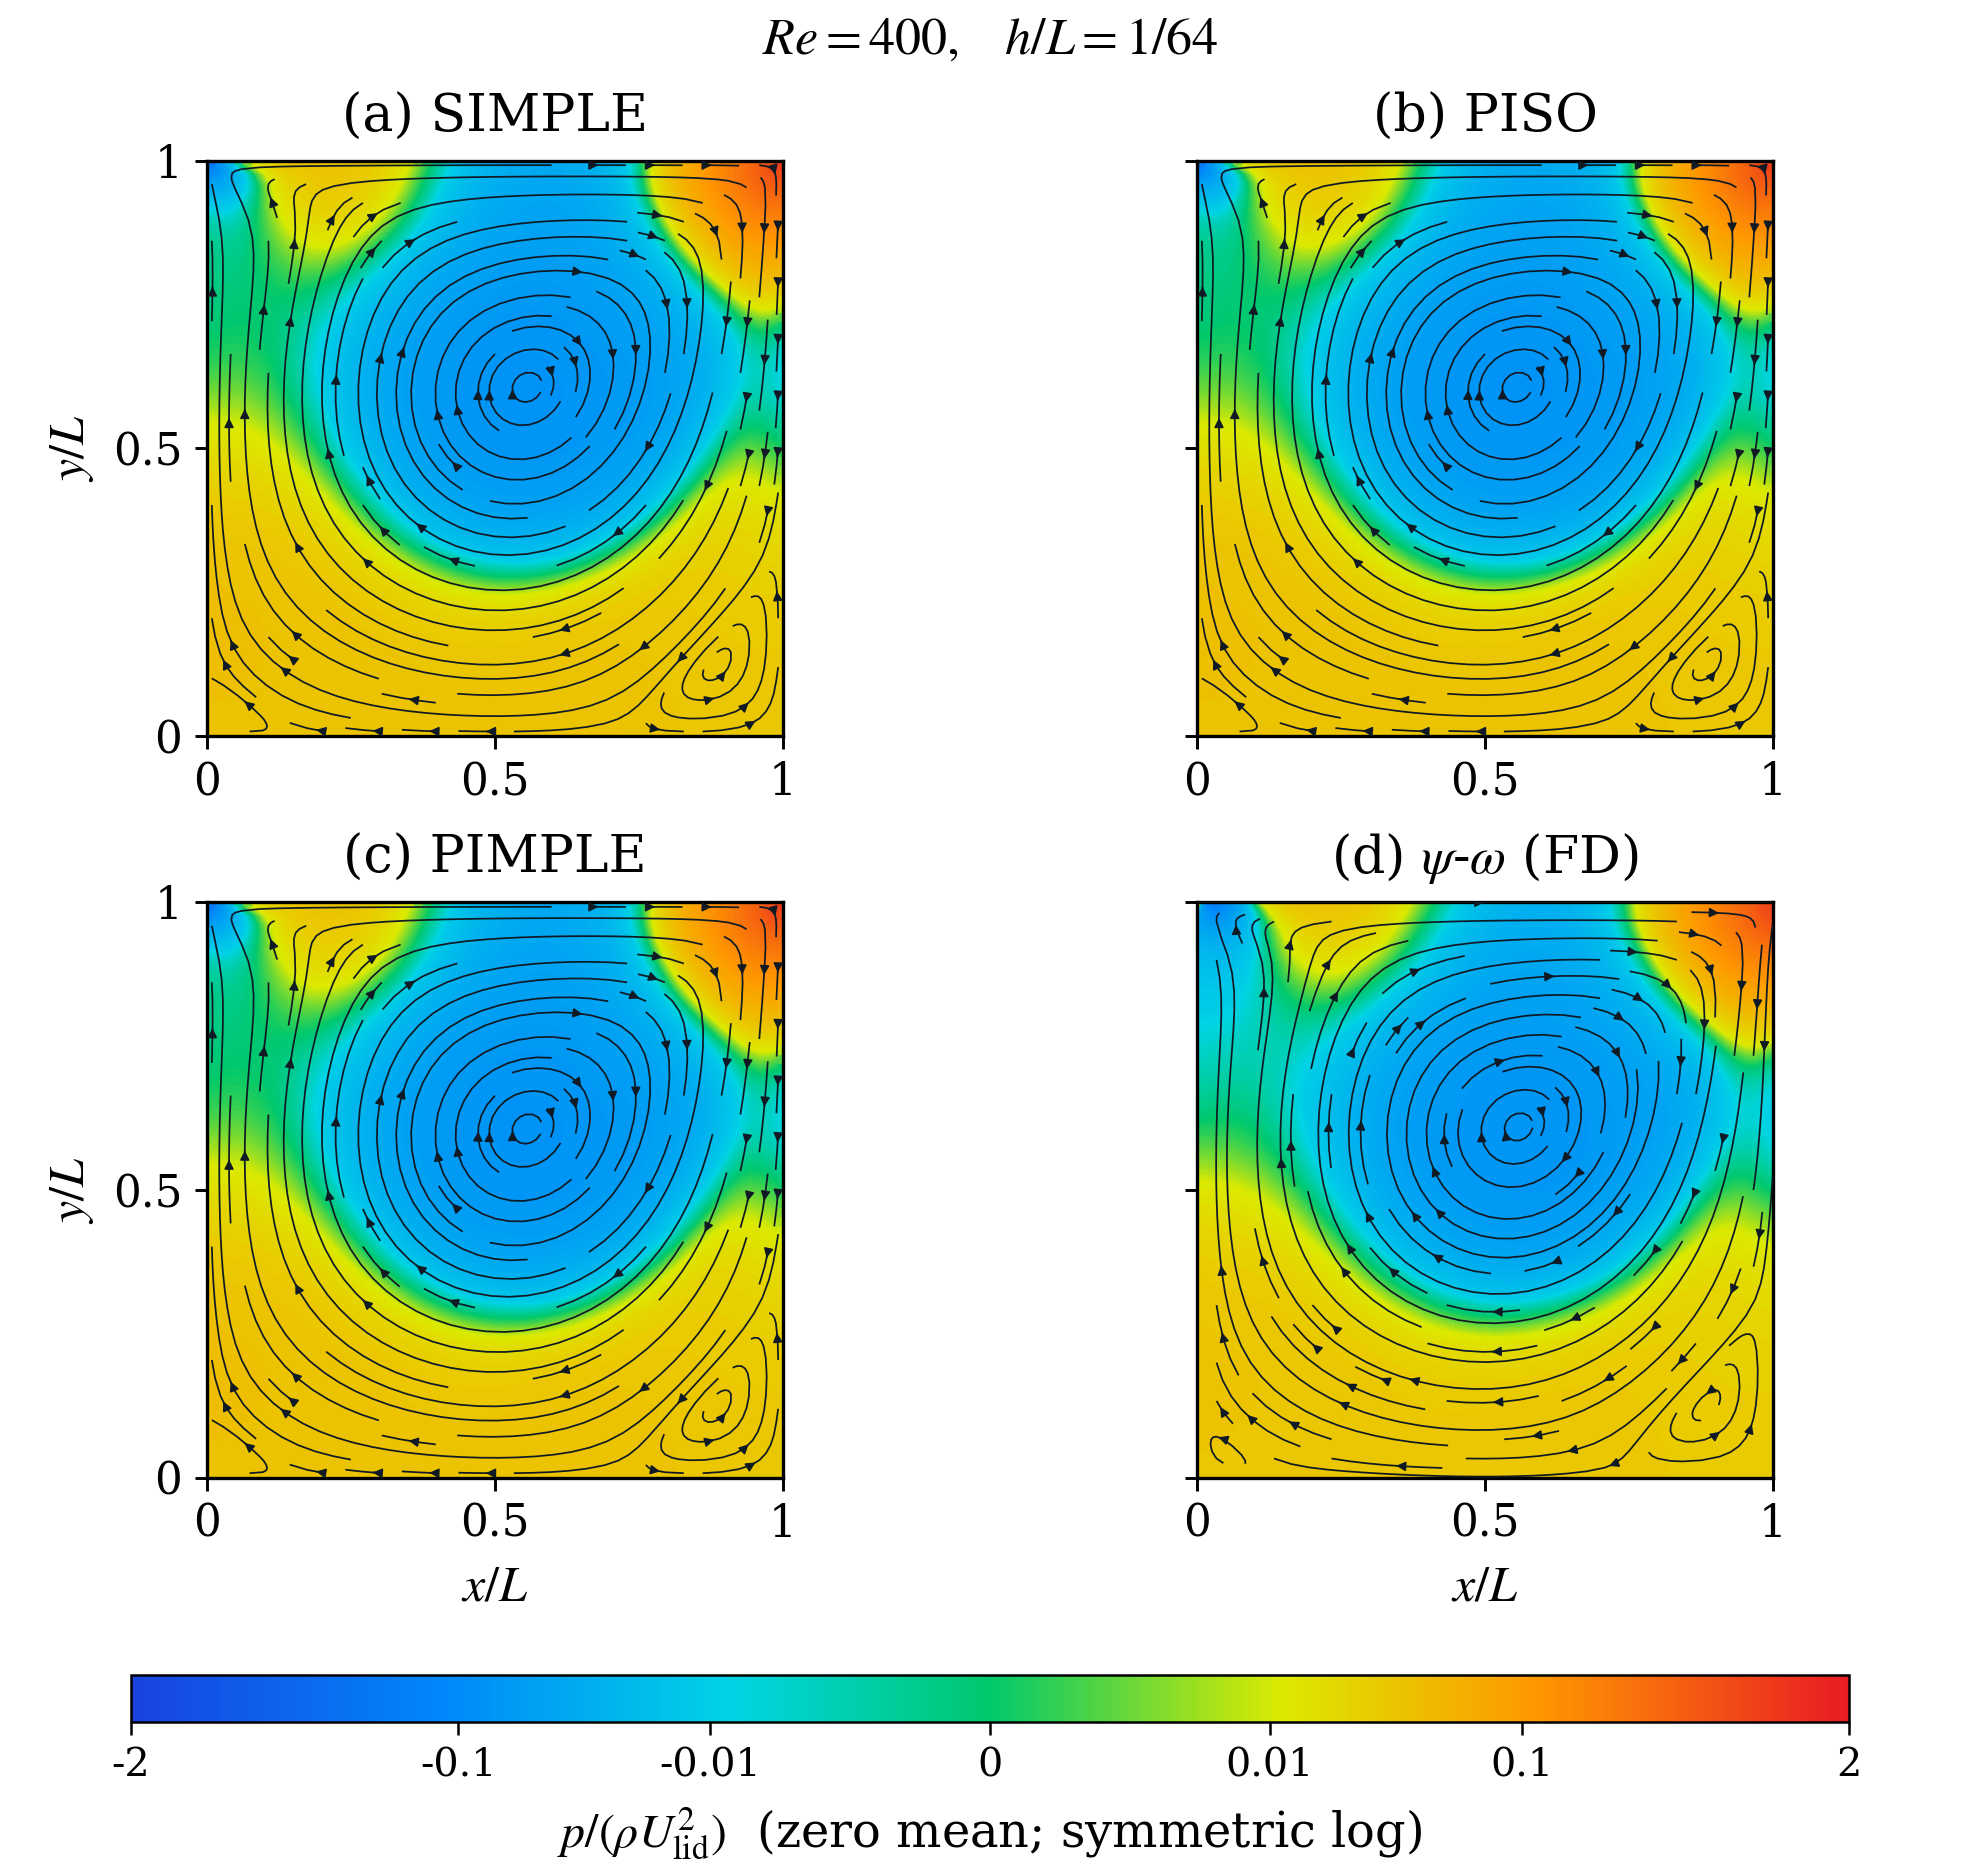 Re = 400, h/L = 1/64
(a) SIMPLE
(b) PISO
1
0.5
0
y/L
0 0.5 1
0 0.5 1
(c) PIMPLE
(d) ψ-ω (FD)
1
0.5
0
y/L
0 0.5 1
0 0.5 1
x/L
x/L
-2 -0.1 -0.01 0 0.01 0.1 2
p/(ρU²lid) (zero mean; symmetric log)